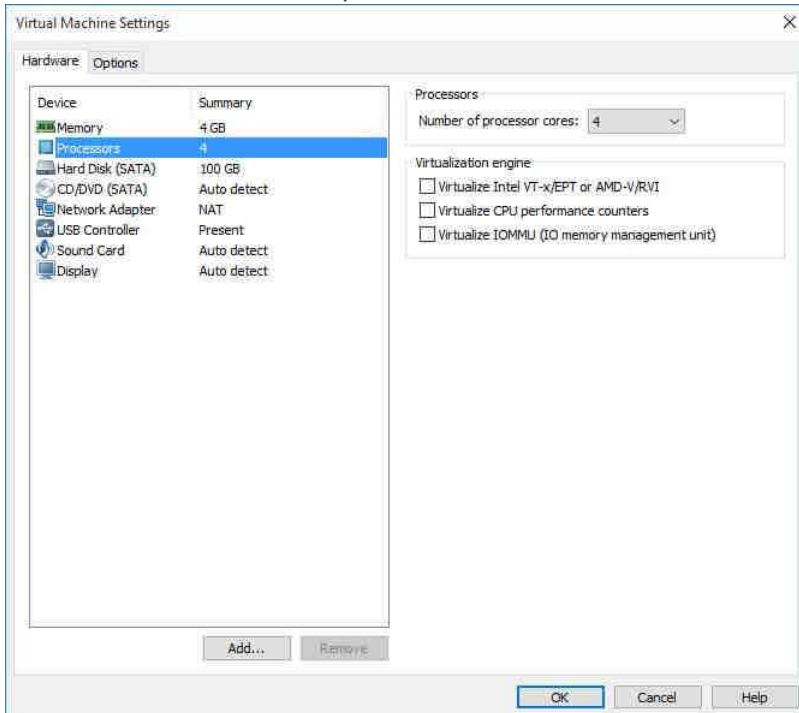 Virtual Machine Settings
Hardware Options
Device Summary
Memory 4 GB
Processors 4
Hard Disk (SATA) 100 GB
CD/DVD (SATA) Auto detect
Network Adapter NAT
USB Controller Present
Sound Card Auto detect
Display Auto detect
Add... Remove
Processors
Number of processor cores: 4
Virtualization engine
Virtualize Intel VT-x/EPT or AMD-V/RVI
Virtualize CPU performance counters
Virtualize IOMMU (IO memory management unit)
OK Cancel Help